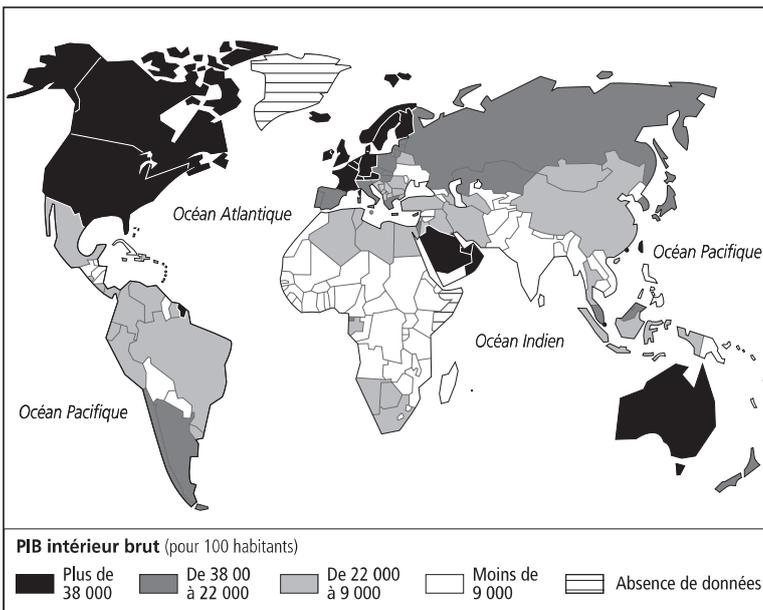 Océan Atlantique
Océan Pacifique
Océan Indien
Océan Pacifique
PIB intérieur brut (pour 100 habitants)
Plus de
38 000
De 38 00
à 22 000
De 22 000
à 9 000
Moins de
9 000
Absence de données